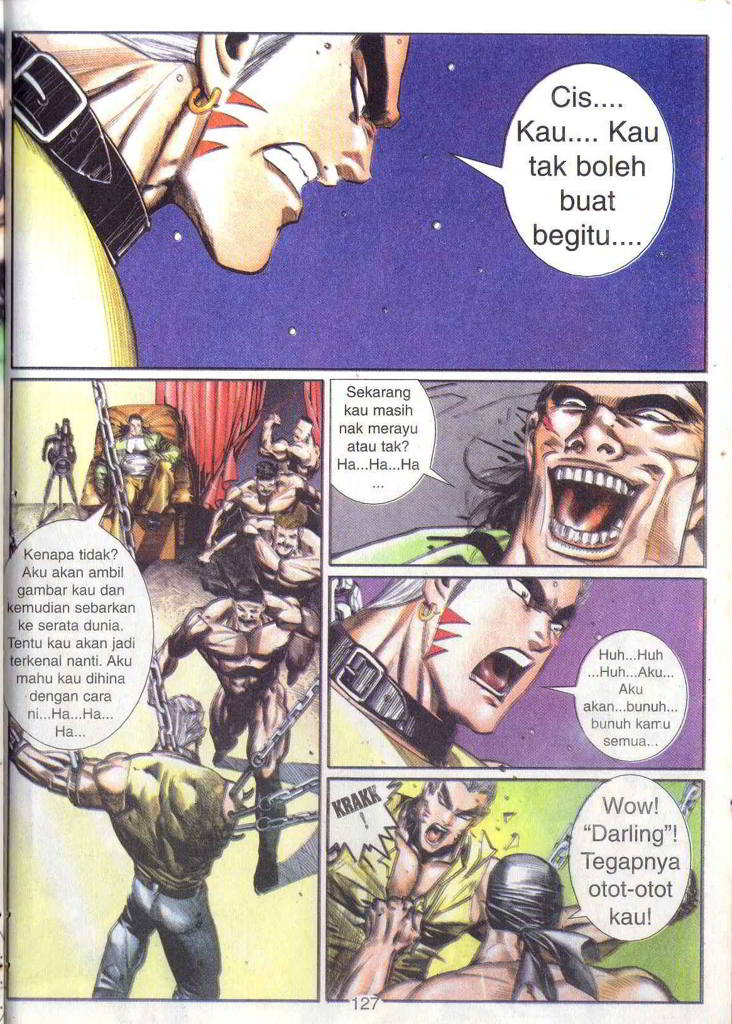 Cis....
Kau.... Kau
tak boleh
buat
begitu....
Kenapa tidak?
Aku akan ambil
gambar kau dan
kemudian sebarkan
ke serata dunia.
Tentu kau akan jadi
terkenal nanti. Aku
mahu kau dihina
dengan cara
ni...Ha...Ha...
Ha...
Sekarang
kau masih
nak merayu
atau tak?
Ha...Ha...Ha
...
Huh...Huh
...Huh...Aku...
Aku
akan...bunuh...
bunuh kamu
semua...
KRAKK
!
Wow!
“Darling”!
Tegapnya
otot-otot
kau!
127